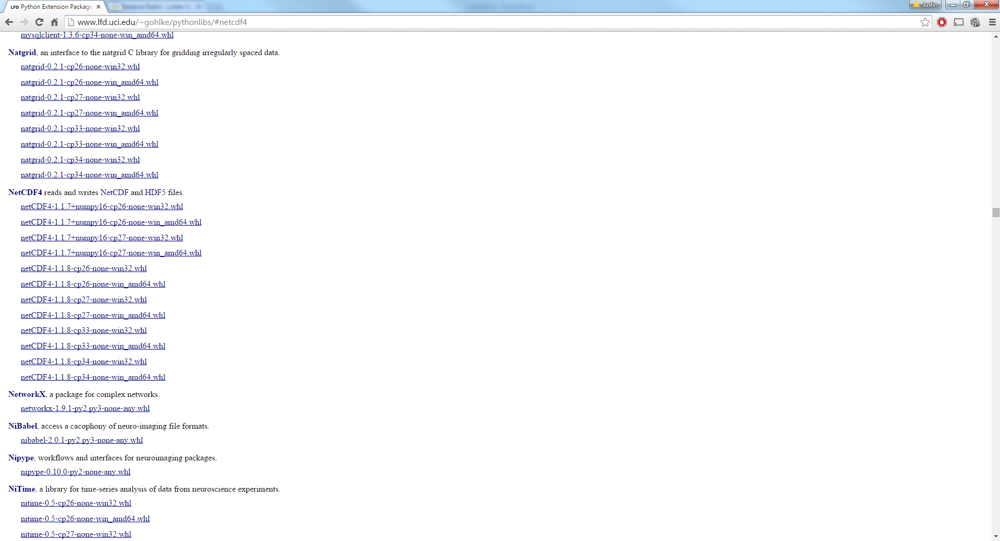 LFD Python Extension Package
Justin
www.lfd.uci.edu/~gohlke/pythonlibs/#netcdf4
mysqlclient-1.3.6-cp34-none-win_amd64.whl
Natgrid, an interface to the natgrid C library for gridding irregularly spaced data.
natgrid-0.2.1-cp26-none-win32.whl
natgrid-0.2.1-cp26-none-win_amd64.whl
natgrid-0.2.1-cp27-none-win32.whl
natgrid-0.2.1-cp27-none-win_amd64.whl
natgrid-0.2.1-cp33-none-win32.whl
natgrid-0.2.1-cp33-none-win_amd64.whl
natgrid-0.2.1-cp34-none-win32.whl
natgrid-0.2.1-cp34-none-win_amd64.whl
NetCDF4 reads and writes NetCDF and HDF5 files.
netCDF4-1.1.7+numpy16-cp26-none-win32.whl
netCDF4-1.1.7+numpy16-cp26-none-win_amd64.whl
netCDF4-1.1.7+numpy16-cp27-none-win32.whl
netCDF4-1.1.7+numpy16-cp27-none-win_amd64.whl
netCDF4-1.1.8-cp26-none-win32.whl
netCDF4-1.1.8-cp26-none-win_amd64.whl
netCDF4-1.1.8-cp27-none-win32.whl
netCDF4-1.1.8-cp27-none-win_amd64.whl
netCDF4-1.1.8-cp33-none-win32.whl
netCDF4-1.1.8-cp33-none-win_amd64.whl
netCDF4-1.1.8-cp34-none-win32.whl
netCDF4-1.1.8-cp34-none-win_amd64.whl
NetworkX, a package for complex networks.
networkx-1.9.1-py2.py3-none-any.whl
NiBabel, access a cacophony of neuro-imaging file formats.
nibabel-2.0.1-py2.py3-none-any.whl
Nipype, workflows and interfaces for neuroimaging packages.
nipype-0.10.0-py2-none-any.whl
NiTime, a library for time-series analysis of data from neuroscience experiments.
nitime-0.5-cp26-none-win32.whl
nitime-0.5-cp26-none-win_amd64.whl
nitime-0.5-cp27-none-win32.whl